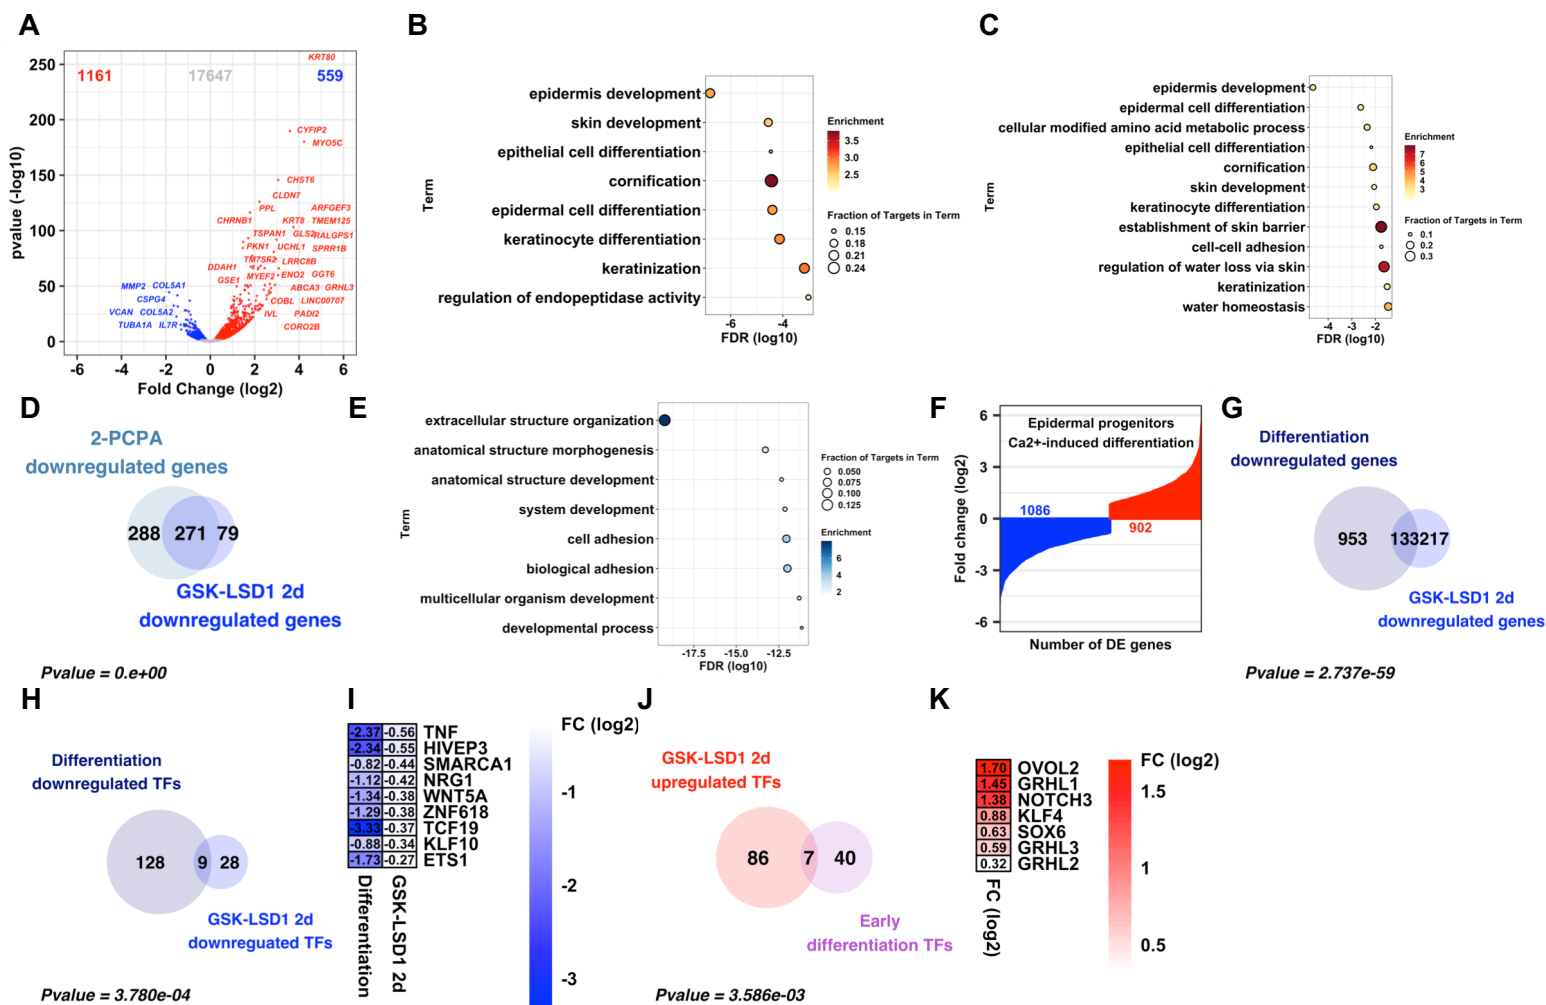 A
250
200
150
100
50
0
pvalue (-log10)
1161
17647
559
KRT80
CYFIP2
MYO5C
CHST6
CLDN7
PPL
ARFGEF3
CHRNB1
KRT8
TMEM125
TSPAN1
GLS2
RALGPS1
PKN1
UCHL1
SPRR1B
TM7SF2
LRRC8B
DDAH1
MYEF2
ENO2
GGT6
GSE1
ABCA3
GRHL3
COBL
LINC00707
IVL
PADI2
CORO2B
MMP2
COL5A1
CSPG4
VCAN
COL5A2
TUBA1A
IL7R
-6
-4
-2
0
2
4
6
Fold Change (log2)
B
Term
epidermis development
skin development
epithelial cell differentiation
cornification
epidermal cell differentiation
keratinocyte differentiation
keratinization
regulation of endopeptidase activity
-6
-4
FDR (log10)
Enrichment
3.5
3.0
2.5
Fraction of Targets in Term
0.15
0.18
0.21
0.24
C
Term
epidermis development
epidermal cell differentiation
cellular modified amino acid metabolic process
epithelial cell differentiation
cornification
skin development
keratinocyte differentiation
establishment of skin barrier
cell-cell adhesion
regulation of water loss via skin
keratinization
water homeostasis
-4
-3
-2
FDR (log10)
Enrichment
7
6
5
4
3
Fraction of Targets in Term
0.1
0.2
0.3
D
2-PCPA
downregulated genes
288
271
79
GSK-LSD1 2d
downregulated genes
Pvalue = 0.e+00
E
Term
extracellular structure organization
anatomical structure morphogenesis
anatomical structure development
system development
cell adhesion
biological adhesion
multicellular organism development
developmental process
-17.5
-15.0
-12.5
FDR (log10)
Fraction of Targets in Term
0.050
0.075
0.100
0.125
Enrichment
6
4
2
F
Fold change (log2)
6
3
0
-3
-6
Epidermal progenitors
Ca2+-induced differentiation
1086
902
Number of DE genes
G
Differentiation
downregulated genes
953
133
217
GSK-LSD1 2d
downregulated genes
Pvalue = 2.737e-59
H
Differentiation
downregulated TFs
128
9
28
GSK-LSD1 2d
downreguated TFs
Pvalue = 3.780e-04
I
-2.37 -0.56 TNF
-2.34 -0.55 HIVEP3
-0.82 -0.44 SMARCA1
-1.12 -0.42 NRG1
-1.34 -0.38 WNT5A
-1.29 -0.38 ZNF618
-3.33 -0.37 TCF19
-0.88 -0.34 KLF10
-1.73 -0.27 ETS1
Differentiation
GSK-LSD1 2d
FC (log2)
-1
-2
-3
J
GSK-LSD1 2d
upregulated TFs
86
7
40
Early
differentiation TFs
Pvalue = 3.586e-03
K
1.70 OVOL2
1.45 GRHL1
1.38 NOTCH3
0.88 KLF4
0.63 SOX6
0.59 GRHL3
0.32 GRHL2
FC (log2)
FC (log2)
1.5
1
0.5